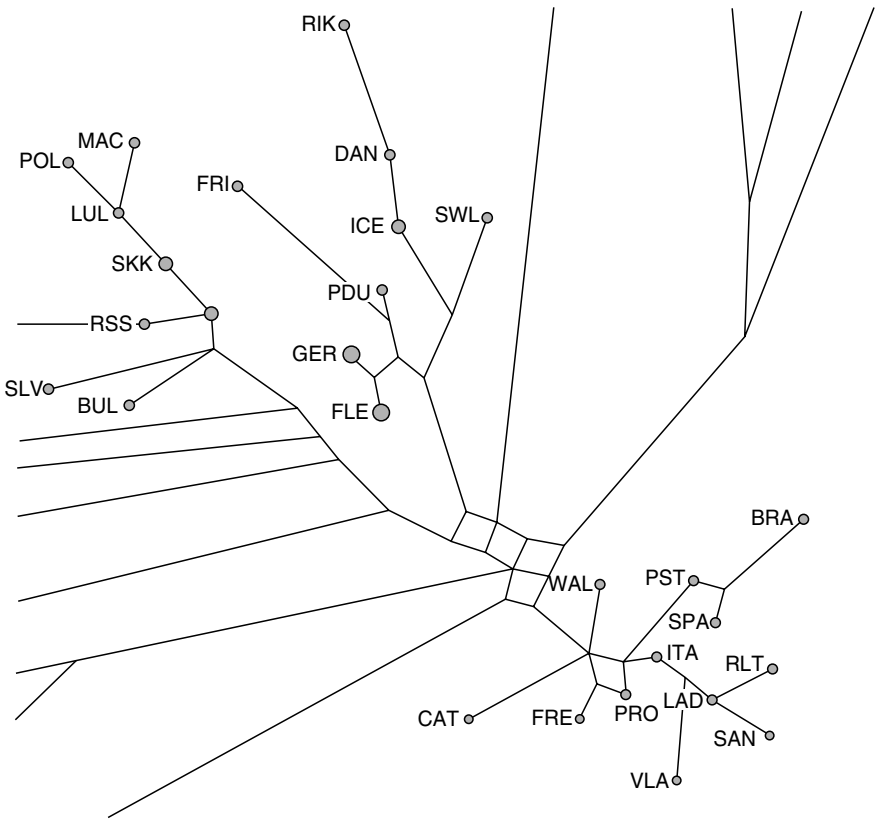 RIK
MAC
POL
DAN
FRI
LUL
SWL
ICE
SKK
PDU
RSS
GER
SLV
BUL
FLE
BRA
PST
WAL
SPA
ITA
RLT
LAD
PRO
CAT
FRE
SAN
VLA